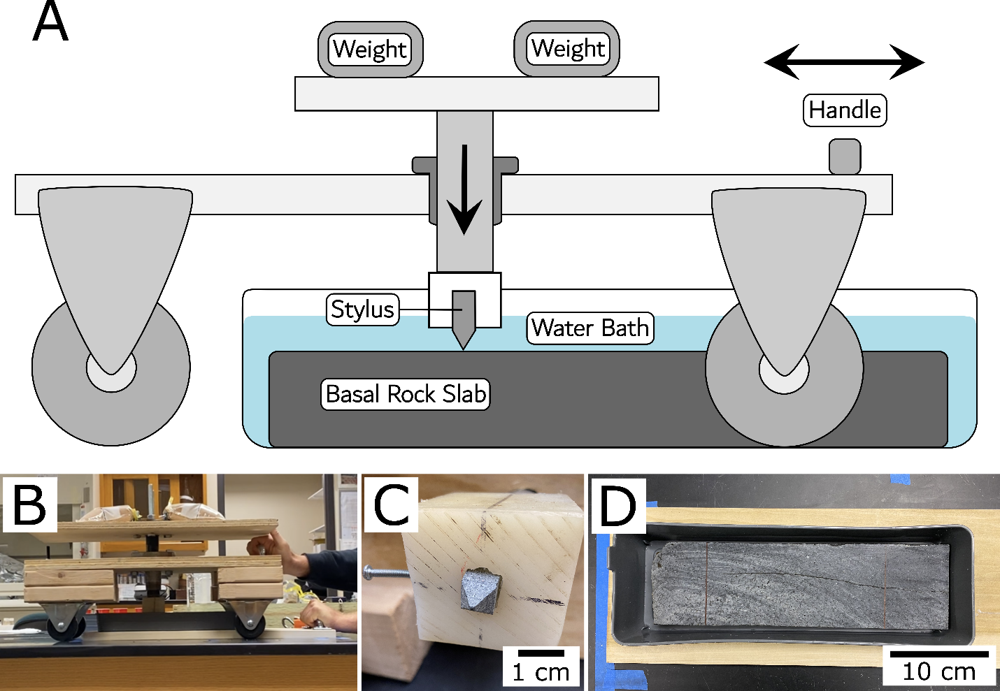 A
Weight
Weight
Handle
Stylus
Water Bath
Basal Rock Slab
B
C
D
1 cm
10 cm